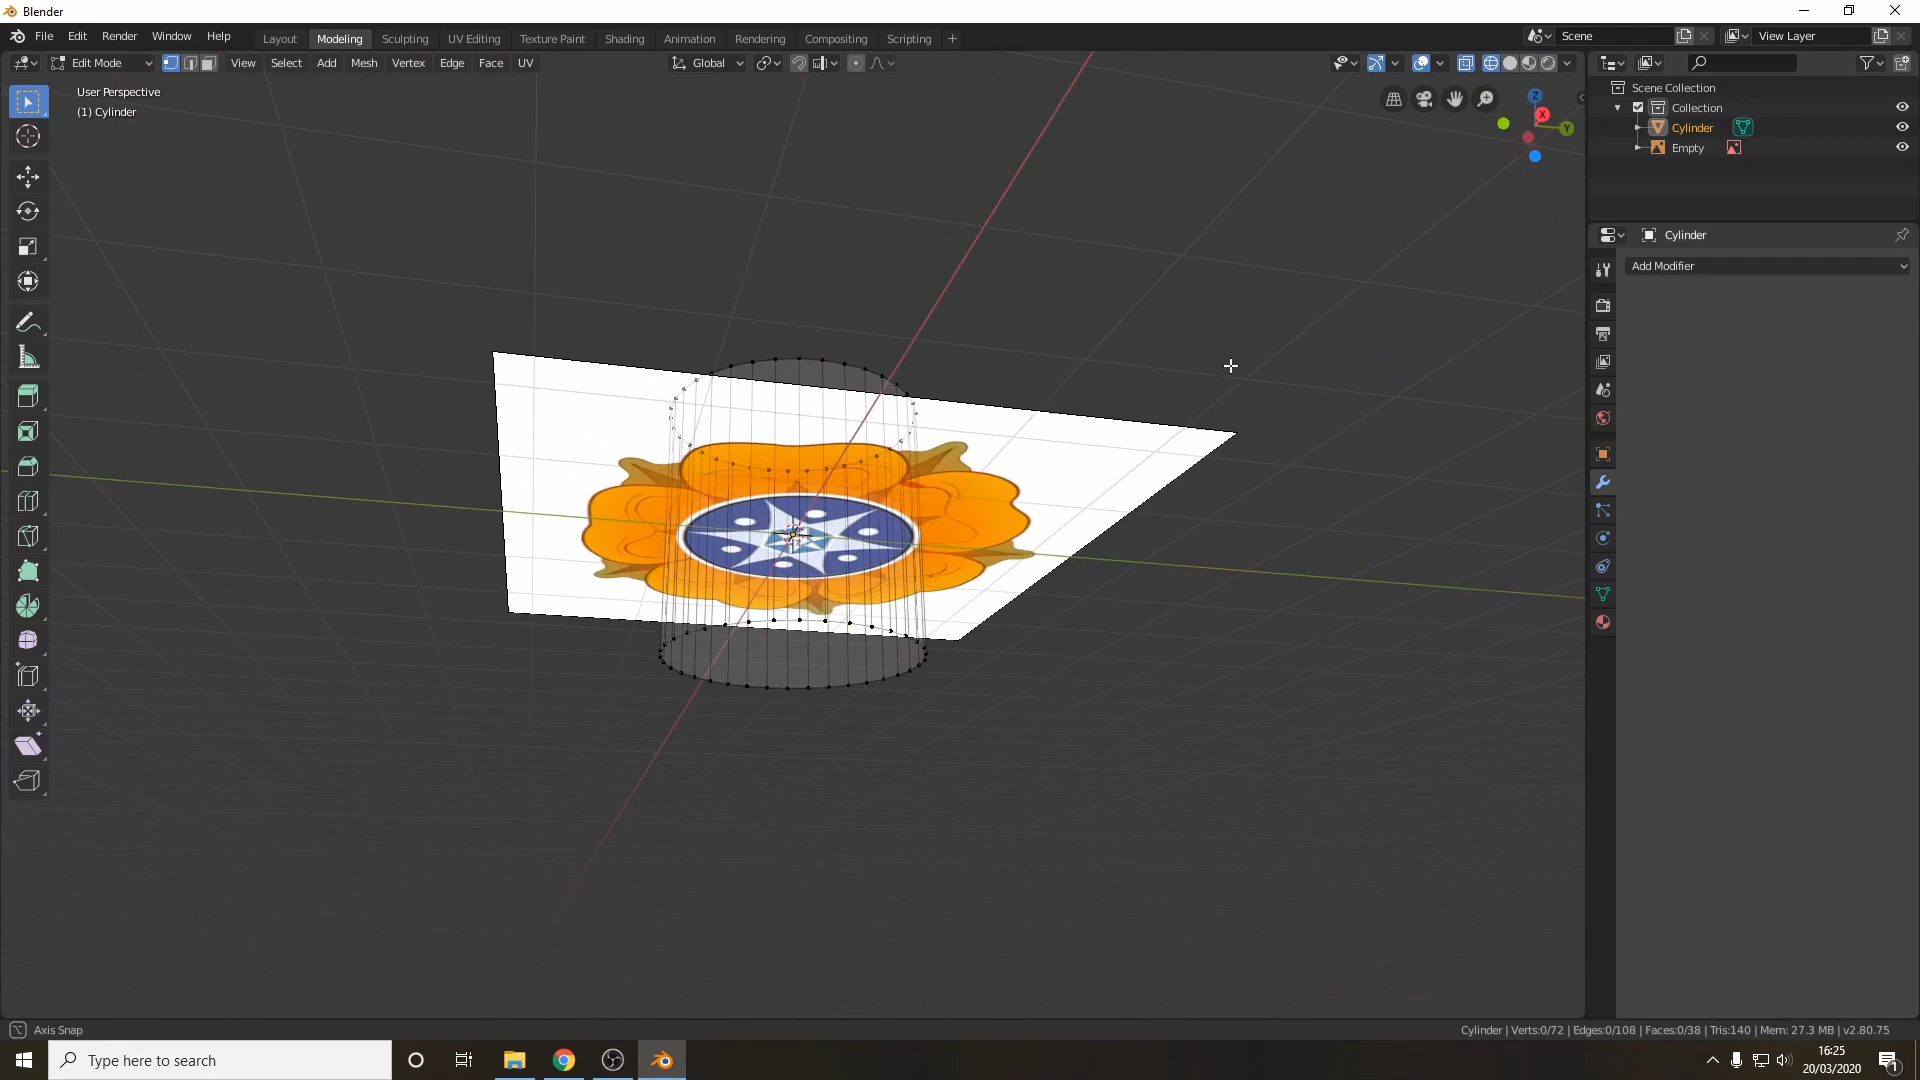 Blender
File Edit Render Window Help
Layout Modeling Sculpting UV Editing Texture Paint Shading Animation Rendering Compositing Scripting +
Scene
View Layer
Edit Mode
View Select Add Mesh Vertex Edge Face UV
Global
User Perspective
(1) Cylinder
Z
X
Y
Scene Collection
Collection
Cylinder
Empty
Cylinder
Add Modifier
Axis Snap
Cylinder | Verts:0/72 | Edges:0/108 | Faces:0/38 | Tris:140 | Mem: 27.3 MB | v2.80.75
Type here to search
16:25
20/03/2020
1